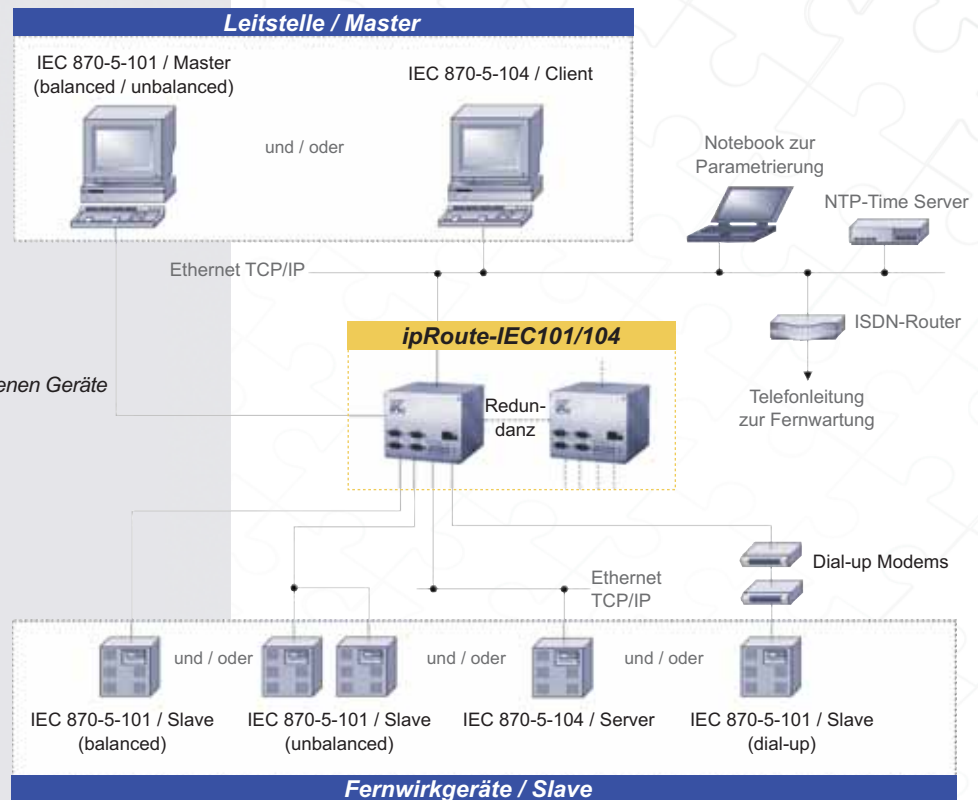 Leitstelle / Master
IEC 870-5-101 / Master
(balanced / unbalanced)
und / oder
IEC 870-5-104 / Client
Notebook zur
Parametrierung
NTP-Time Server
Ethernet TCP/IP
ISDN-Router
ipRoute-IEC101/104
enen Geräte
Redun-
danz
Telefonleitung
zur Fernwartung
Dial-up Modems
Ethernet
TCP/IP
und / oder
und / oder
und / oder
IEC 870-5-101 / Slave
(balanced)
IEC 870-5-101 / Slave
(unbalanced)
IEC 870-5-104 / Server
IEC 870-5-101 / Slave
(dial-up)
Fernwirkgeräte / Slave